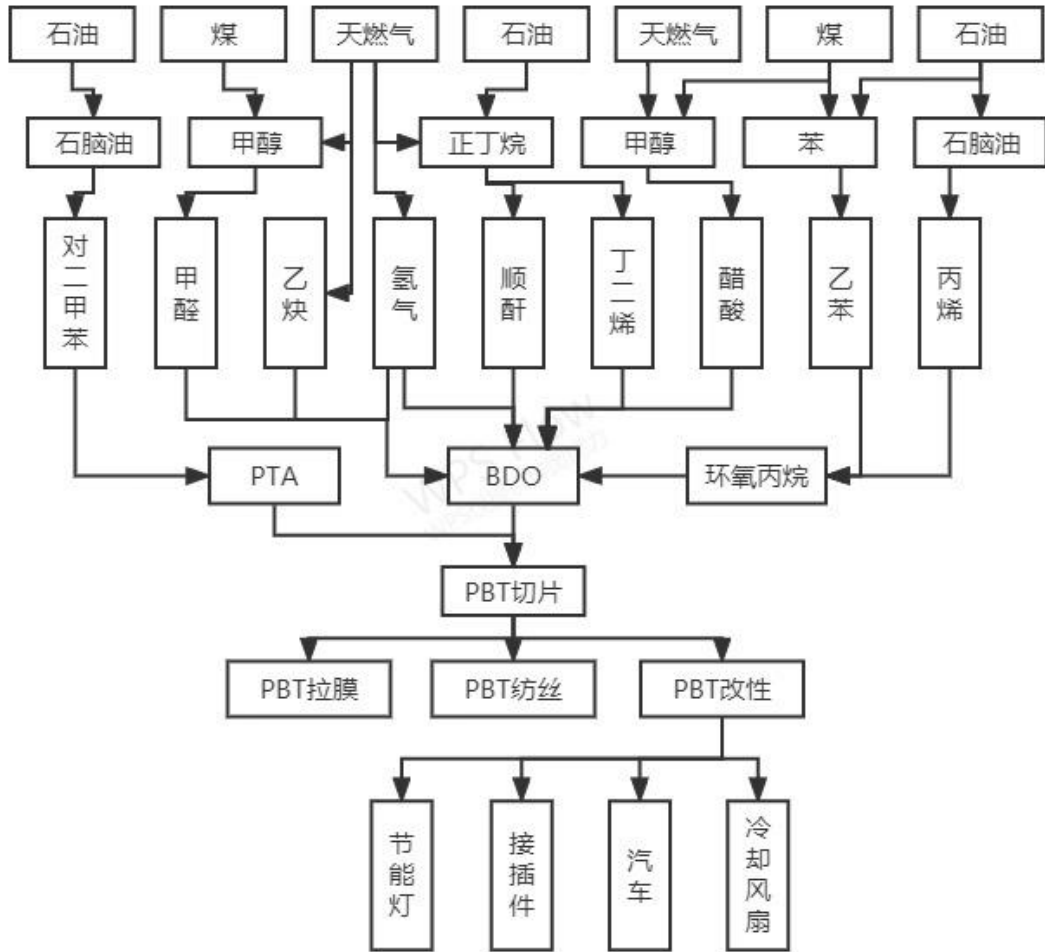 石油
煤
天燃气
石油
天燃气
煤
石油
石脑油
甲醇
正丁烷
甲醇
苯
石脑油
对二甲苯
甲醛
乙炔
氢气
顺酐
丁二烯
醋酸
乙苯
丙烯
PTA
BDO
环氧丙烷
PBT切片
PBT拉膜
PBT纺丝
PBT改性
节能灯
接插件
汽车
冷却风扇
WPS Flow